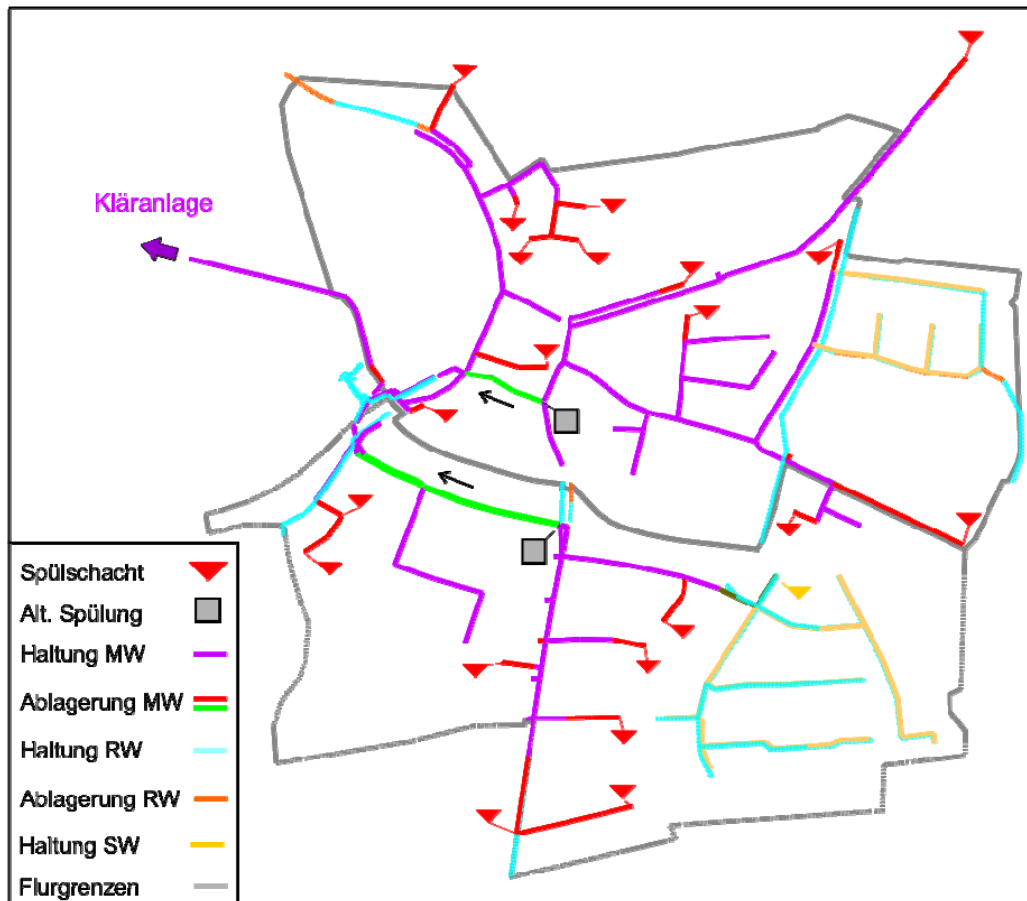 Kläranlage
Spülschacht
Alt. Spülung
Haltung MW
Ablagerung MW
Haltung RW
Ablagerung RW
Haltung SW
Flurgrenzen